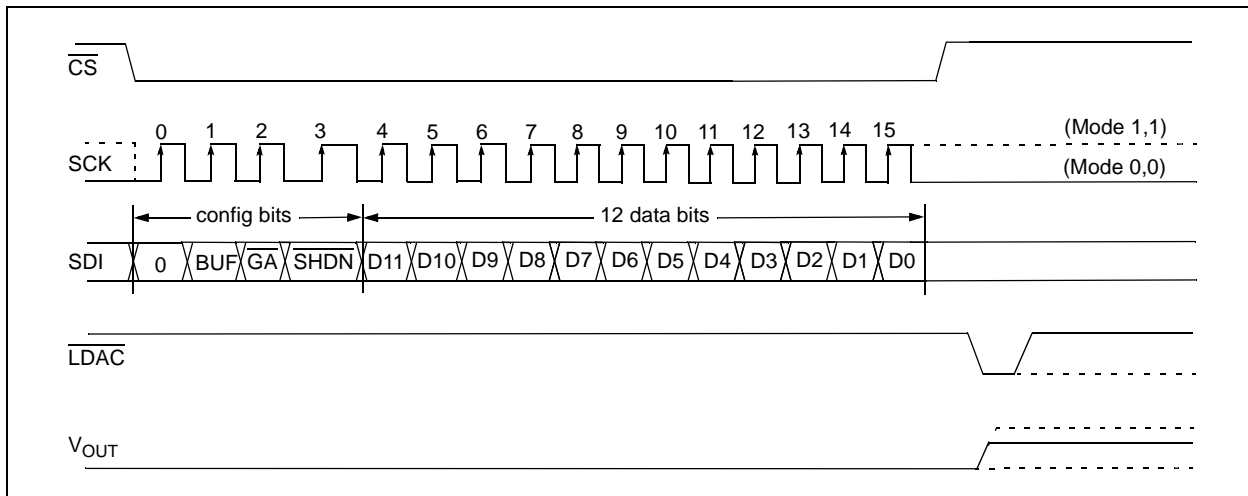 CS
0 1 2 3 4 5 6 7 8 9 10 11 12 13 14 15
(Mode 1,1)
SCK
(Mode 0,0)
config bits 12 data bits
SDI 0 BUF GA SHDN D11 D10 D9 D8 D7 D6 D5 D4 D3 D2 D1 D0
LDAC
VOUT